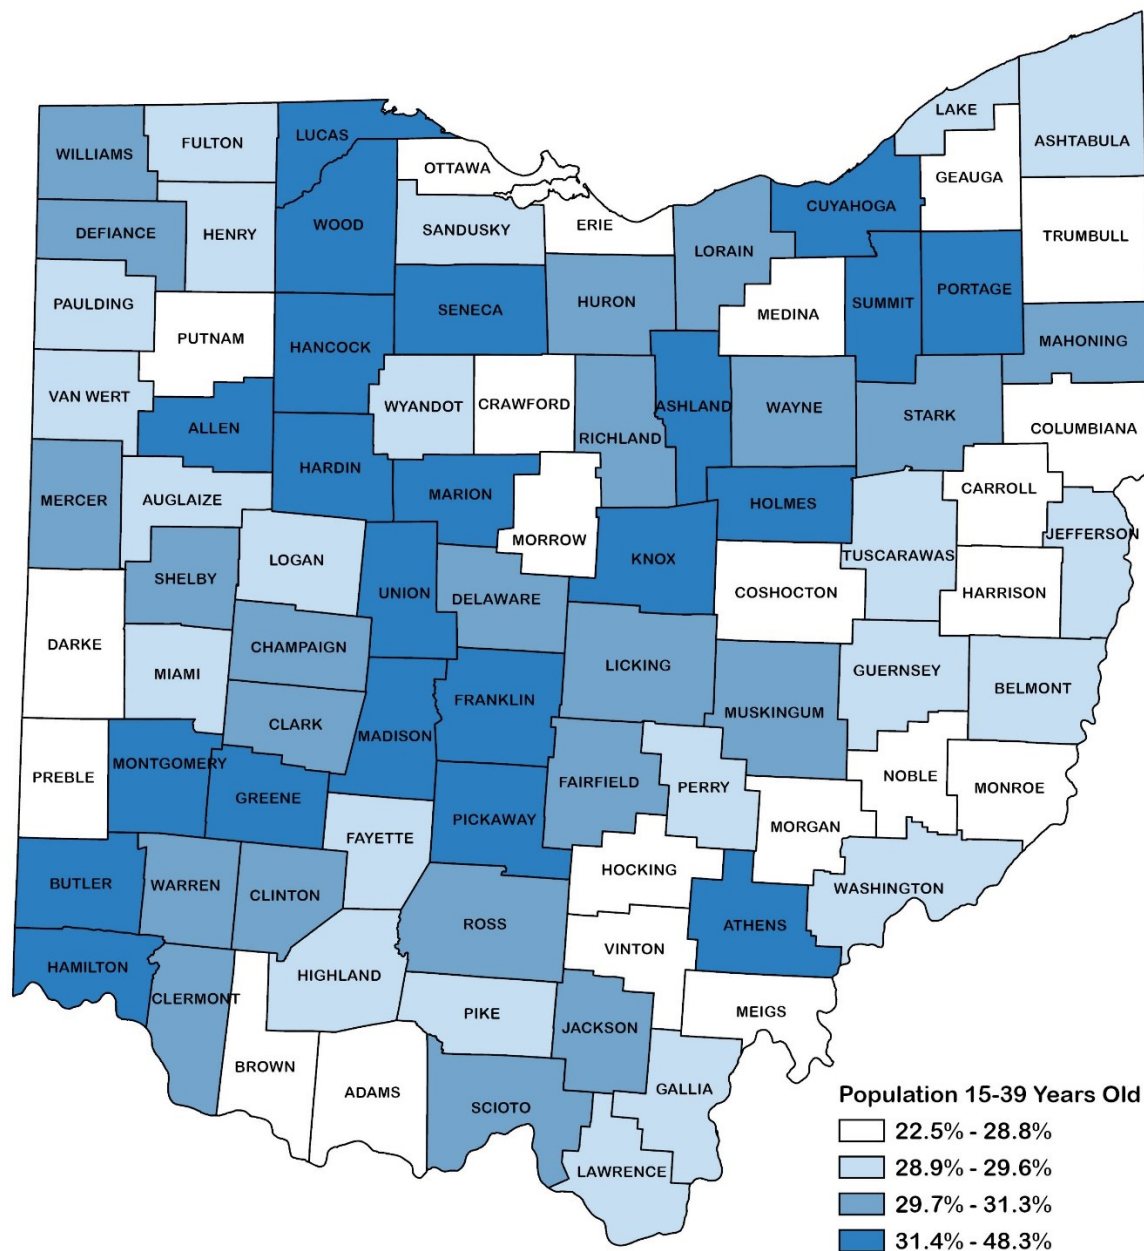 LAKE
ASHTABULA
LUCAS
FULTON
WILLIAMS
OTTAWA
GEAUGA
CUYAHOGA
WOOD
SANDUSKY
ERIE
DEFIANCE
HENRY
TRUMBULL
LORAIN
PAULDING
SENECA
HURON
SUMMIT
PORTAGE
MEDINA
PUTNAM
HANCOCK
MAHONING
VAN WERT
WYANDOT
CRAWFORD
ASHLAND
WAYNE
STARK
ALLEN
COLUMBIANA
RICHLAND
HARDIN
CARROLL
MERCER
AUGLAIZE
MARION
HOLMES
JEFFERSON
MORROW
TUSCARAWAS
LOGAN
KNOX
SHELBY
UNION
DELAWARE
COSHOCTON
HARRISON
DARKE
CHAMPAIGN
LICKING
MIAMI
GUERNSEY
BELMONT
FRANKLIN
MUSKINGUM
CLARK
MADISON
MONTGOMERY
PREBLE
NOBLE
MONROE
FAIRFIELD
PERRY
GREENE
PICKAWAY
MORGAN
FAYETTE
HOCKING
BUTLER
WARREN
CLINTON
WASHINGTON
ROSS
ATHENS
VINTON
HAMILTON
HIGHLAND
CLERMONT
PIKE
MEIGS
JACKSON
BROWN
ADAMS
GALLIA
SCIOTO
LAWRENCE
Population 15-39 Years Old
22.5% - 28.8%
28.9% - 29.6%
29.7% - 31.3%
31.4% - 48.3%